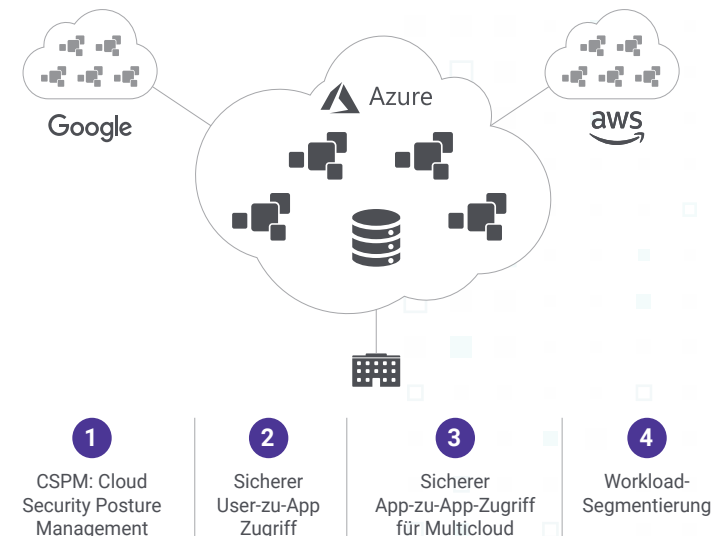 Azure
Google
aws
1
CSPM: Cloud
Security Posture
Management
2
Sicherer
User-zu-App
Zugriff
3
Sicherer
App-zu-App-Zugriff
für Multicloud
4
Workload-
Segmentierung